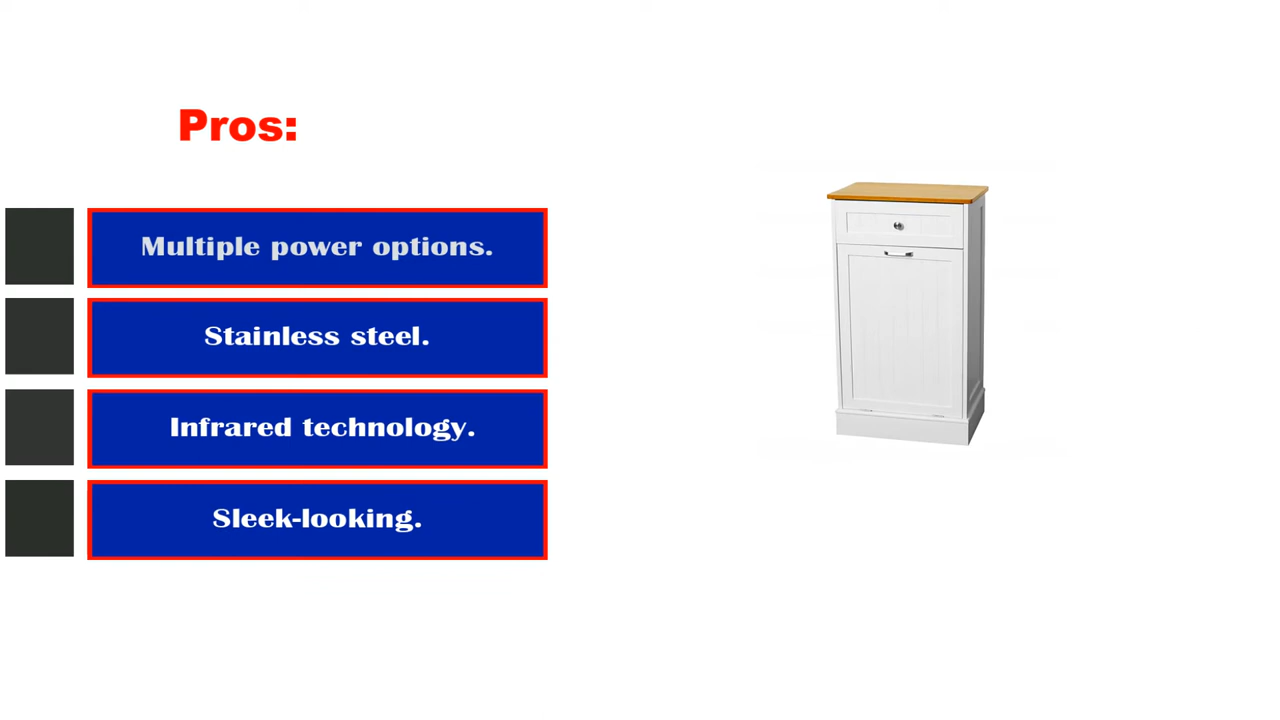 Pros:
Multiple power options.
Stainless steel.
Infrared technology.
Sleek-looking.